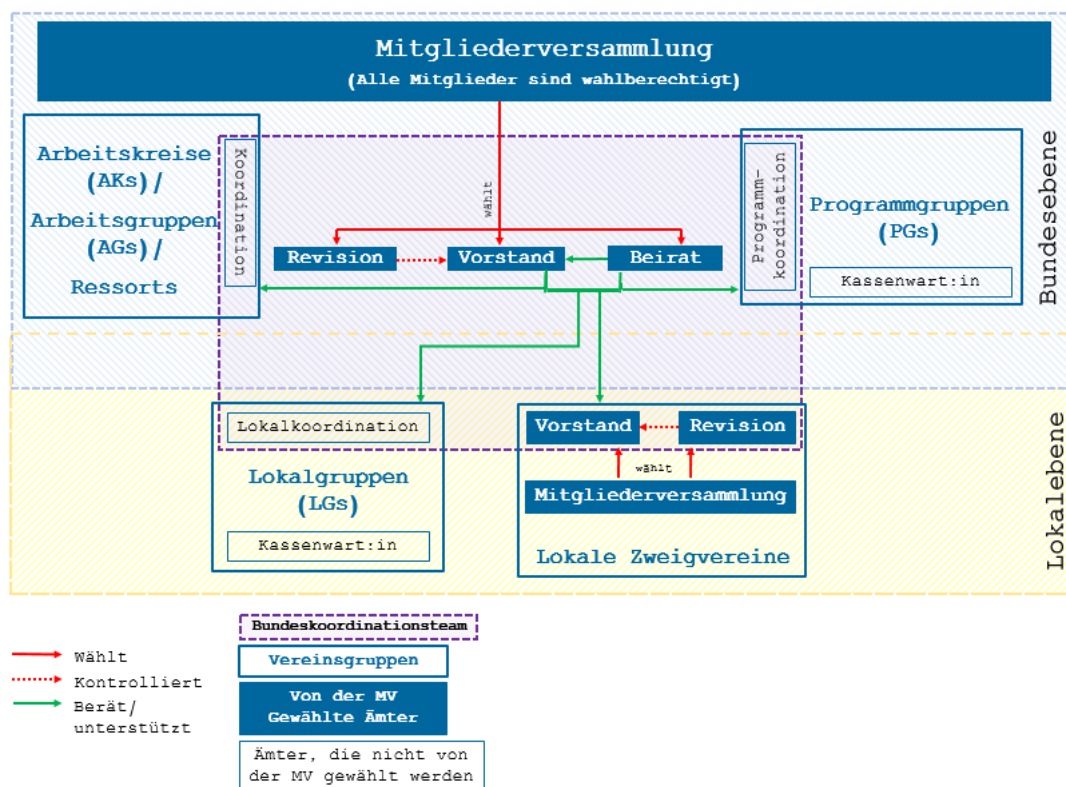 Mitgliederversammlung
(Alle Mitglieder sind wahlberechtigt)
Arbeitskreise
(AKs) /
Arbeitsgruppen
(AGs) /
Ressorts
Koordination
wählt
Revision
Vorstand
Beirat
Programm-
koordination
Programmgruppen
(PGs)
Kassenwart:in
Bundesebene
Lokalkoordination
Lokalgruppen
(LGs)
Kassenwart:in
Vorstand
Revision
wählt
Mitgliederversammlung
Lokale Zweigvereine
Lokalebene
Wählt
Kontrolliert
Berät/
unterstützt
Bundeskoordinationsteam
Vereinsgruppen
Von der MV
Gewählte Ämter
Ämter, die nicht von
der MV gewählt werden